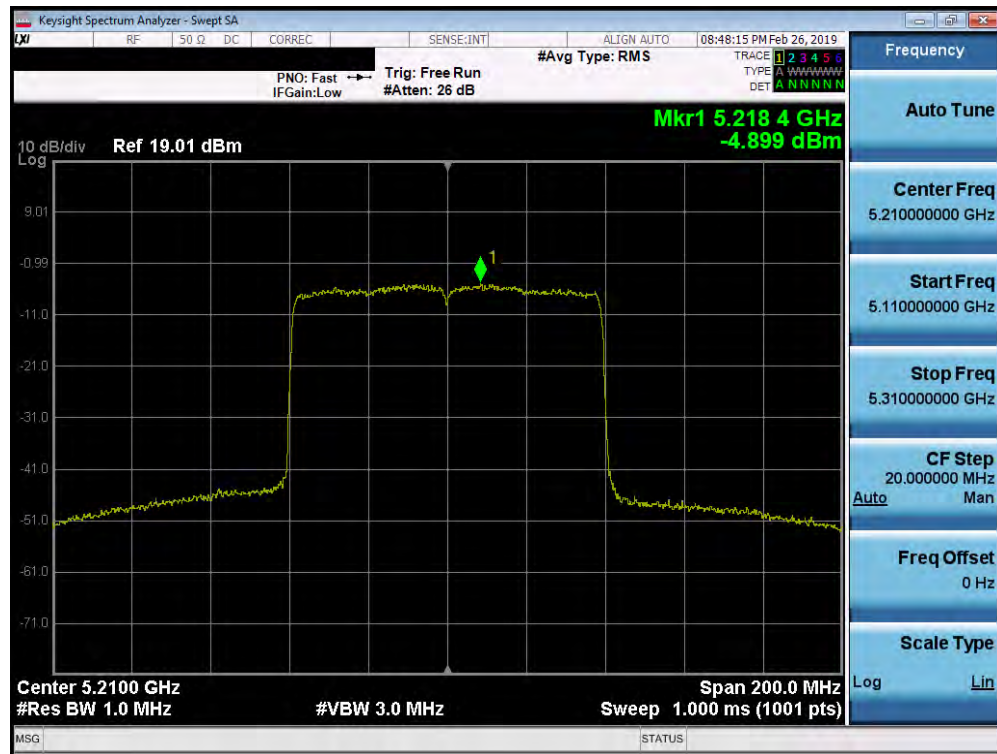 Keysight Spectrum Analyzer - Swept SA
LXI RF 50 Ω DC CORREC SENSE:INT ALIGN AUTO 08:48:15 PM Feb 26, 2019
#Avg Type: RMS TRACE 1 2 3 4 5 6
PNO: Fast Trig: Free Run TYPE A WWWWW
IFGain:Low #Atten: 26 dB DET A N N N N N
Mkr1 5.218 4 GHz
-4.899 dBm
10 dB/div Ref 19.01 dBm
Log
9.01
-0.99
1
-11.0
-21.0
-31.0
-41.0
-51.0
-61.0
-71.0
Center 5.2100 GHz Span 200.0 MHz
#Res BW 1.0 MHz #VBW 3.0 MHz Sweep 1.000 ms (1001 pts)
MSG STATUS
Frequency
Auto Tune
Center Freq
5.210000000 GHz
Start Freq
5.110000000 GHz
Stop Freq
5.310000000 GHz
CF Step
20.000000 MHz
Auto Man
Freq Offset
0 Hz
Scale Type
Log Lin